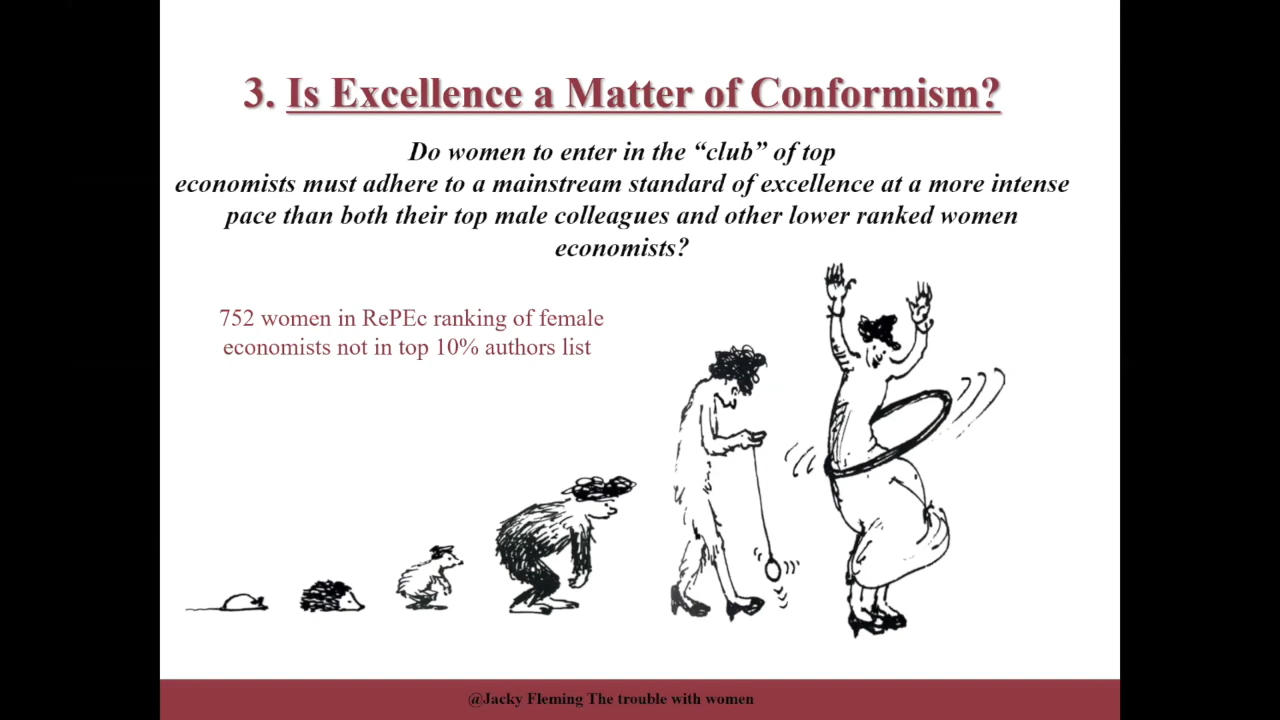 3. Is Excellence a Matter of Conformism?
Do women to enter in the “club” of top
economists must adhere to a mainstream standard of excellence at a more intense
pace than both their top male colleagues and other lower ranked women
economists?
752 women in RePEc ranking of female
economists not in top 10% authors list
@Jacky Fleming The trouble with women